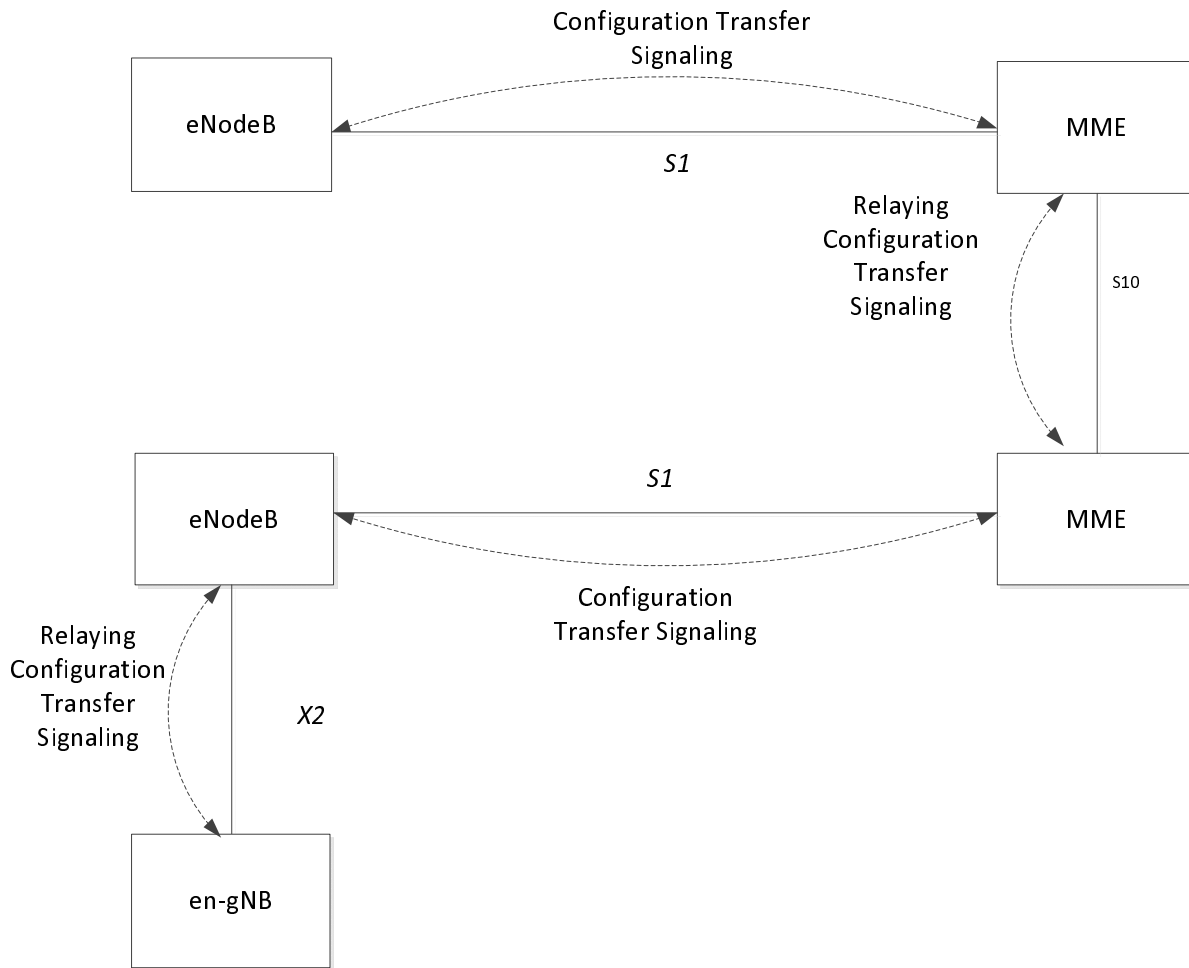 Configuration Transfer
Signaling
eNodeB
MME
S1
Relaying
Configuration
Transfer
Signaling
S10
S1
eNodeB
MME
Configuration
Transfer Signaling
Relaying
Configuration
Transfer
Signaling
X2
en-gNB